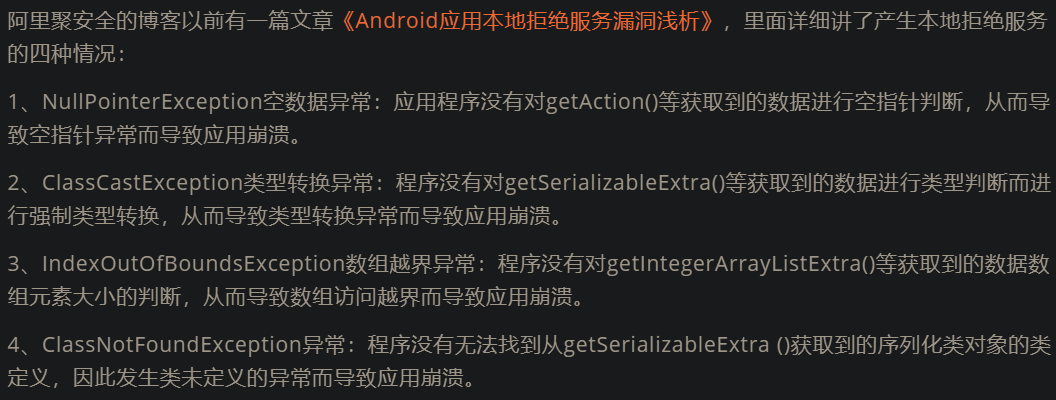 阿里聚安全的博客以前有一篇文章《Android应用本地拒绝服务漏洞浅析》，里面详细讲了产生本地拒绝服务
的四种情况：
1、NullPointerException空数据异常：应用程序没有对getAction()等获取到的数据进行空指针判断，从而导
致空指针异常而导致应用崩溃。
2、ClassCastException类型转换异常：程序没有对getSerializableExtra()等获取到的数据进行类型判断而进
行强制类型转换，从而导致类型转换异常而导致应用崩溃。
3、IndexOutOfBoundsException数组越界异常：程序没有对getIntegerArrayListExtra()等获取到的数据数
组元素大小的判断，从而导致数组访问越界而导致应用崩溃。
4、ClassNotFoundException异常：程序没有无法找到从getSerializableExtra ()获取到的序列化类对象的类
定义，因此发生类未定义的异常而导致应用崩溃。